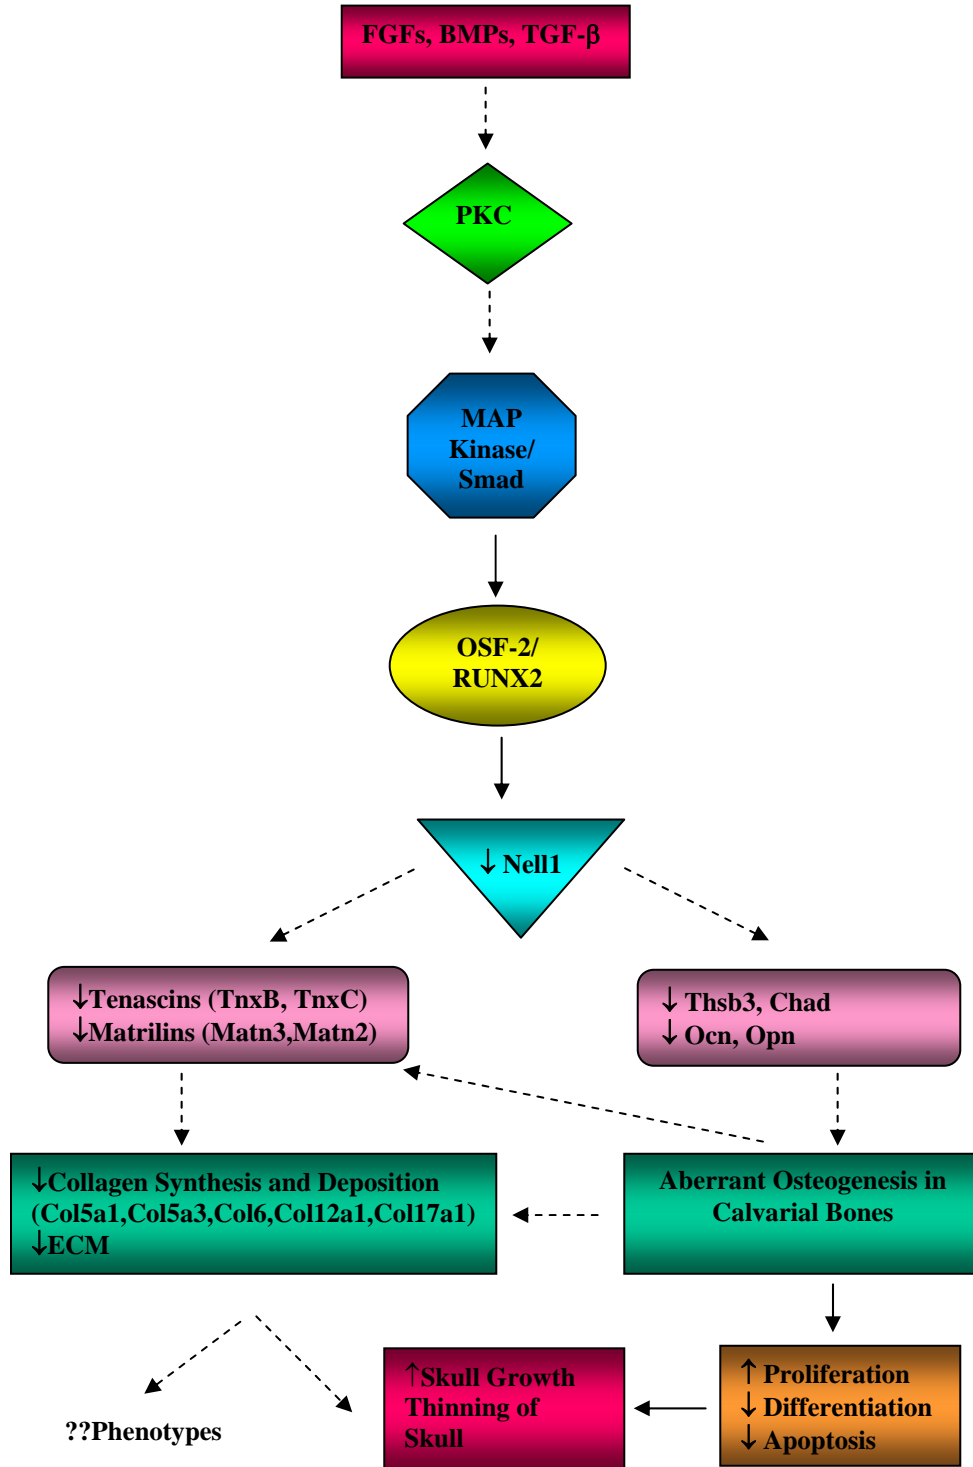 FGFs, BMPs, TGF-β
PKC
MAP
Kinase/
Smad
OSF-2/
RUNX2
↓ Nell1
↓Tenascins (TnxB, TnxC)
↓Matrilins (Matn3,Matn2)
↓ Thsb3, Chad
↓ Ocn, Opn
↓Collagen Synthesis and Deposition
(Col5a1,Col5a3,Col6,Col12a1,Col17a1)
↓ECM
Aberrant Osteogenesis in
Calvarial Bones
??Phenotypes
↑Skull Growth
Thinning of
Skull
↑ Proliferation
↓ Differentiation
↓ Apoptosis